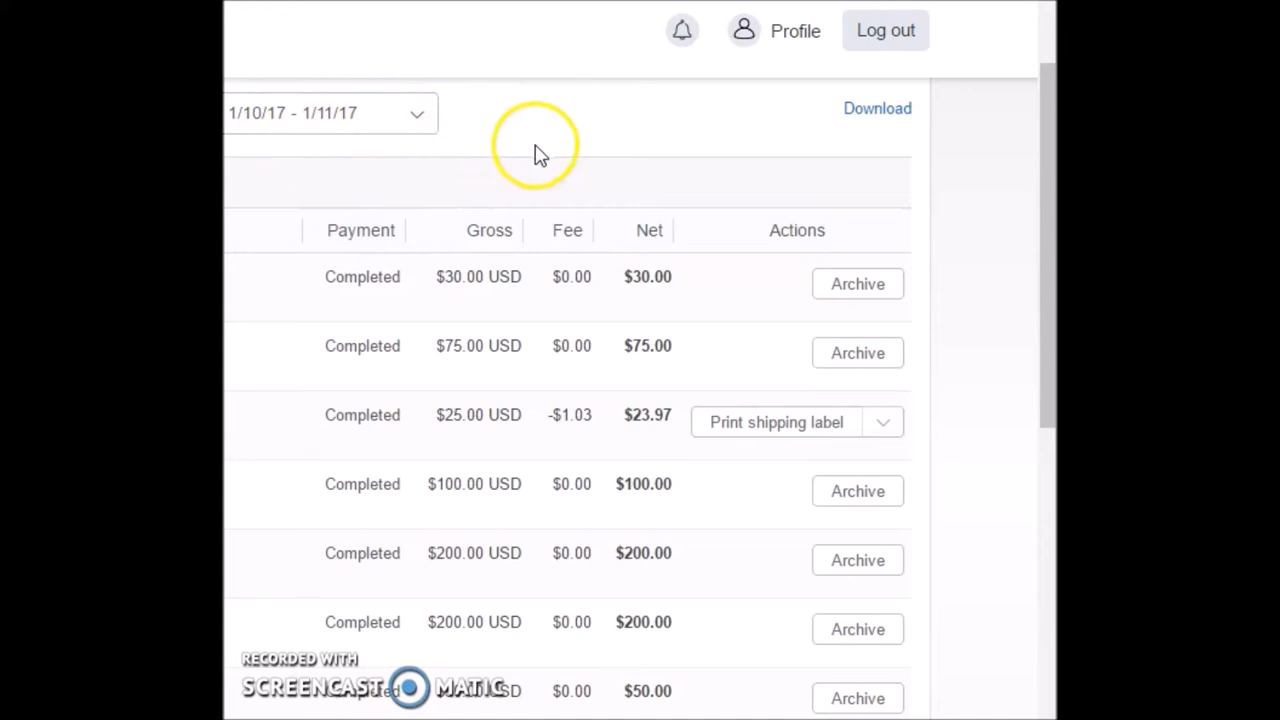 Profile Log out
1/10/17 - 1/11/17 Download
Payment Gross Fee Net Actions
Completed $30.00 USD $0.00 $30.00 Archive
Completed $75.00 USD $0.00 $75.00 Archive
Completed $25.00 USD -$1.03 $23.97 Print shipping label
Completed $100.00 USD $0.00 $100.00 Archive
Completed $200.00 USD $0.00 $200.00 Archive
Completed $200.00 USD $0.00 $200.00 Archive
RECORDED WITH
SCREENCAST MATIC
USD $0.00 $50.00 Archive